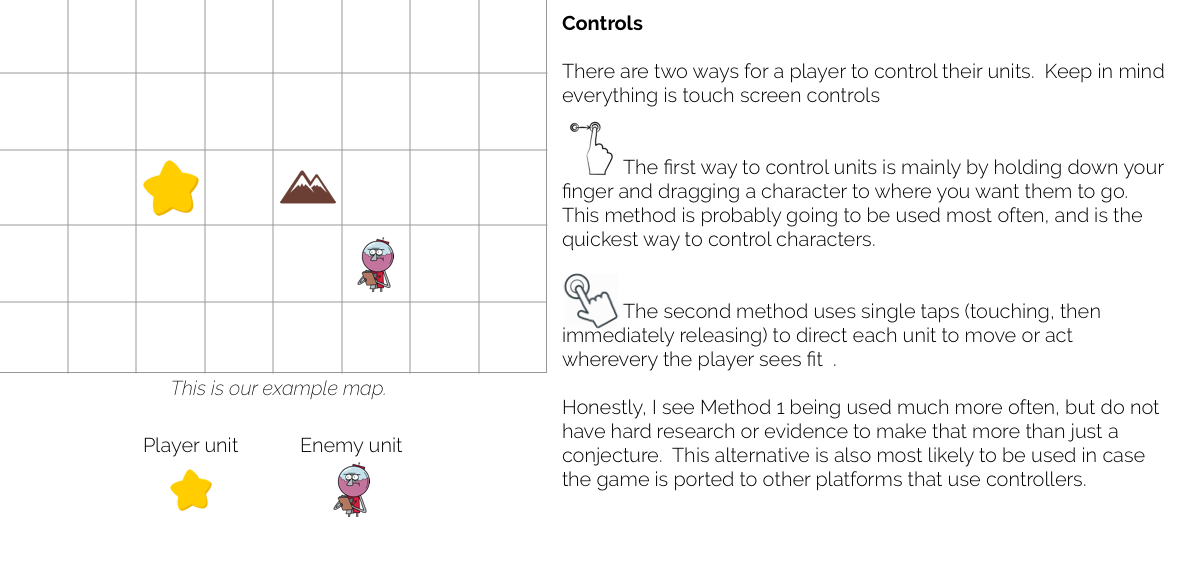 This is our example map.
Player unit
Enemy unit
Controls
There are two ways for a player to control their units.  Keep in mind
everything is touch screen controls
The first way to control units is mainly by holding down your
finger and dragging a character to where you want them to go.
This method is probably going to be used most often, and is the
quickest way to control characters.
The second method uses single taps (touching, then
immediately releasing) to direct each unit to move or act
wherevery the player sees fit  .
Honestly, I see Method 1 being used much more often, but do not
have hard research or evidence to make that more than just a
conjecture.  This alternative is also most likely to be used in case
the game is ported to other platforms that use controllers.